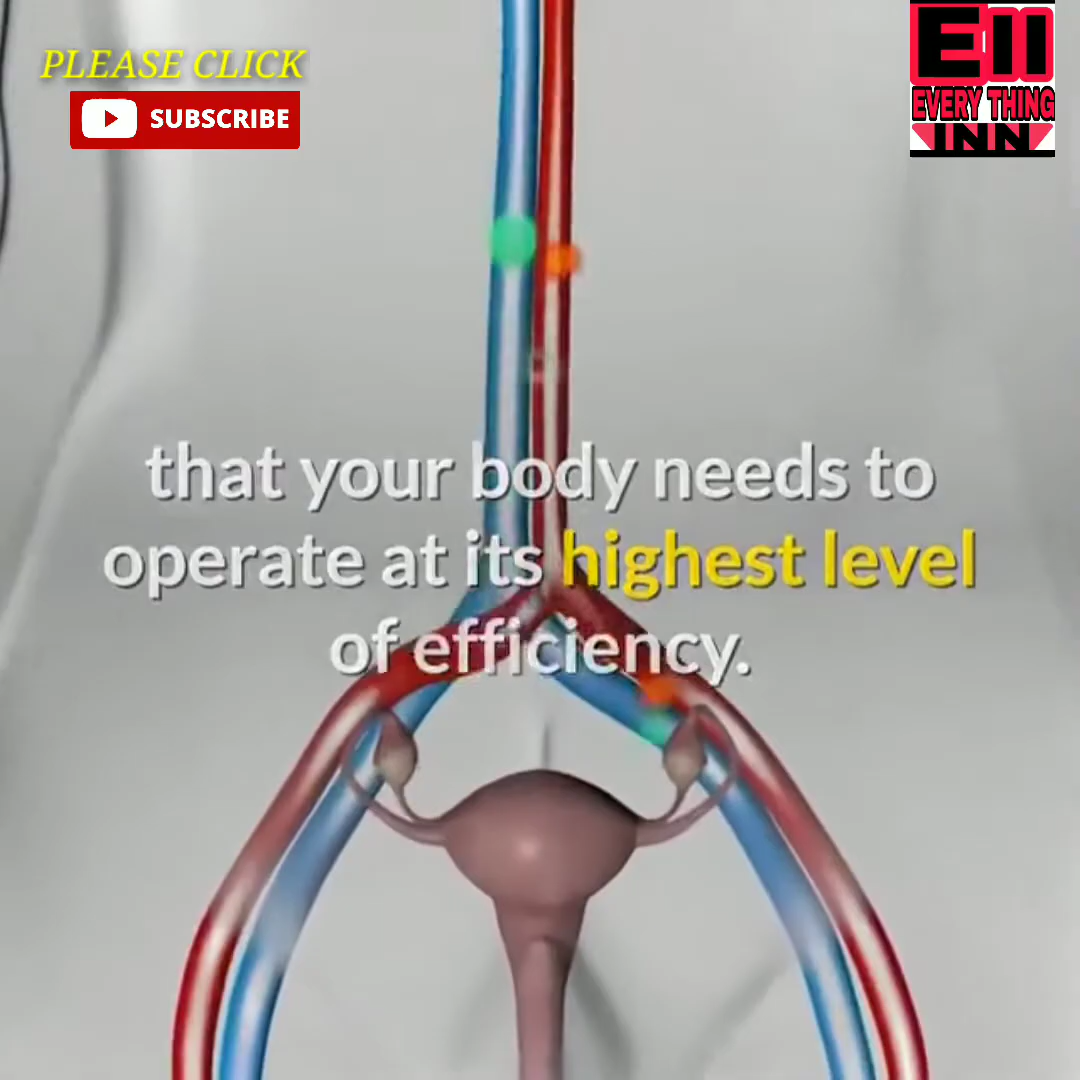 PLEASE CLICK
SUBSCRIBE
EII
EVERY THING
INN
that your body needs to
operate at its highest level
of efficiency.